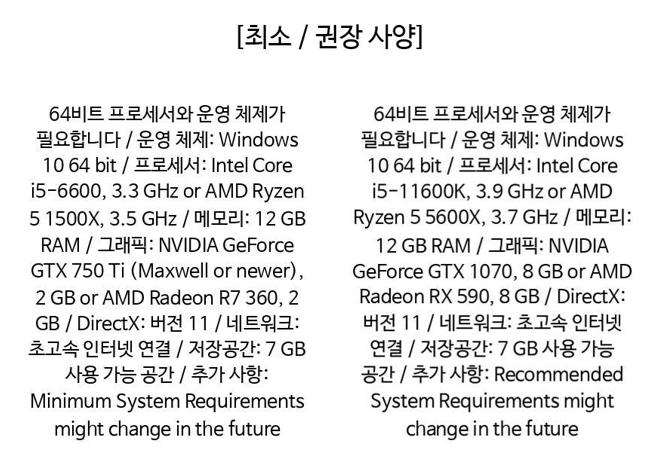 [최소 / 권장 사양]
64비트 프로세서와 운영 체제가
필요합니다 / 운영 체제: Windows
10 64 bit / 프로세서: Intel Core
i5-6600, 3.3 GHz or AMD Ryzen
5 1500X, 3.5 GHz / 메모리: 12 GB
RAM / 그래픽: NVIDIA GeForce
GTX 750 Ti (Maxwell or newer),
2 GB or AMD Radeon R7 360, 2
GB / DirectX: 버전 11 / 네트워크:
초고속 인터넷 연결 / 저장공간: 7 GB
사용 가능 공간 / 추가 사항:
Minimum System Requirements
might change in the future
64비트 프로세서와 운영 체제가
필요합니다 / 운영 체제: Windows
10 64 bit / 프로세서: Intel Core
i5-11600K, 3.9 GHz or AMD
Ryzen 5 5600X, 3.7 GHz / 메모리:
12 GB RAM / 그래픽: NVIDIA
GeForce GTX 1070, 8 GB or AMD
Radeon RX 590, 8 GB / DirectX:
버전 11 / 네트워크: 초고속 인터넷
연결 / 저장공간: 7 GB 사용 가능
공간 / 추가 사항: Recommended
System Requirements might
change in the future